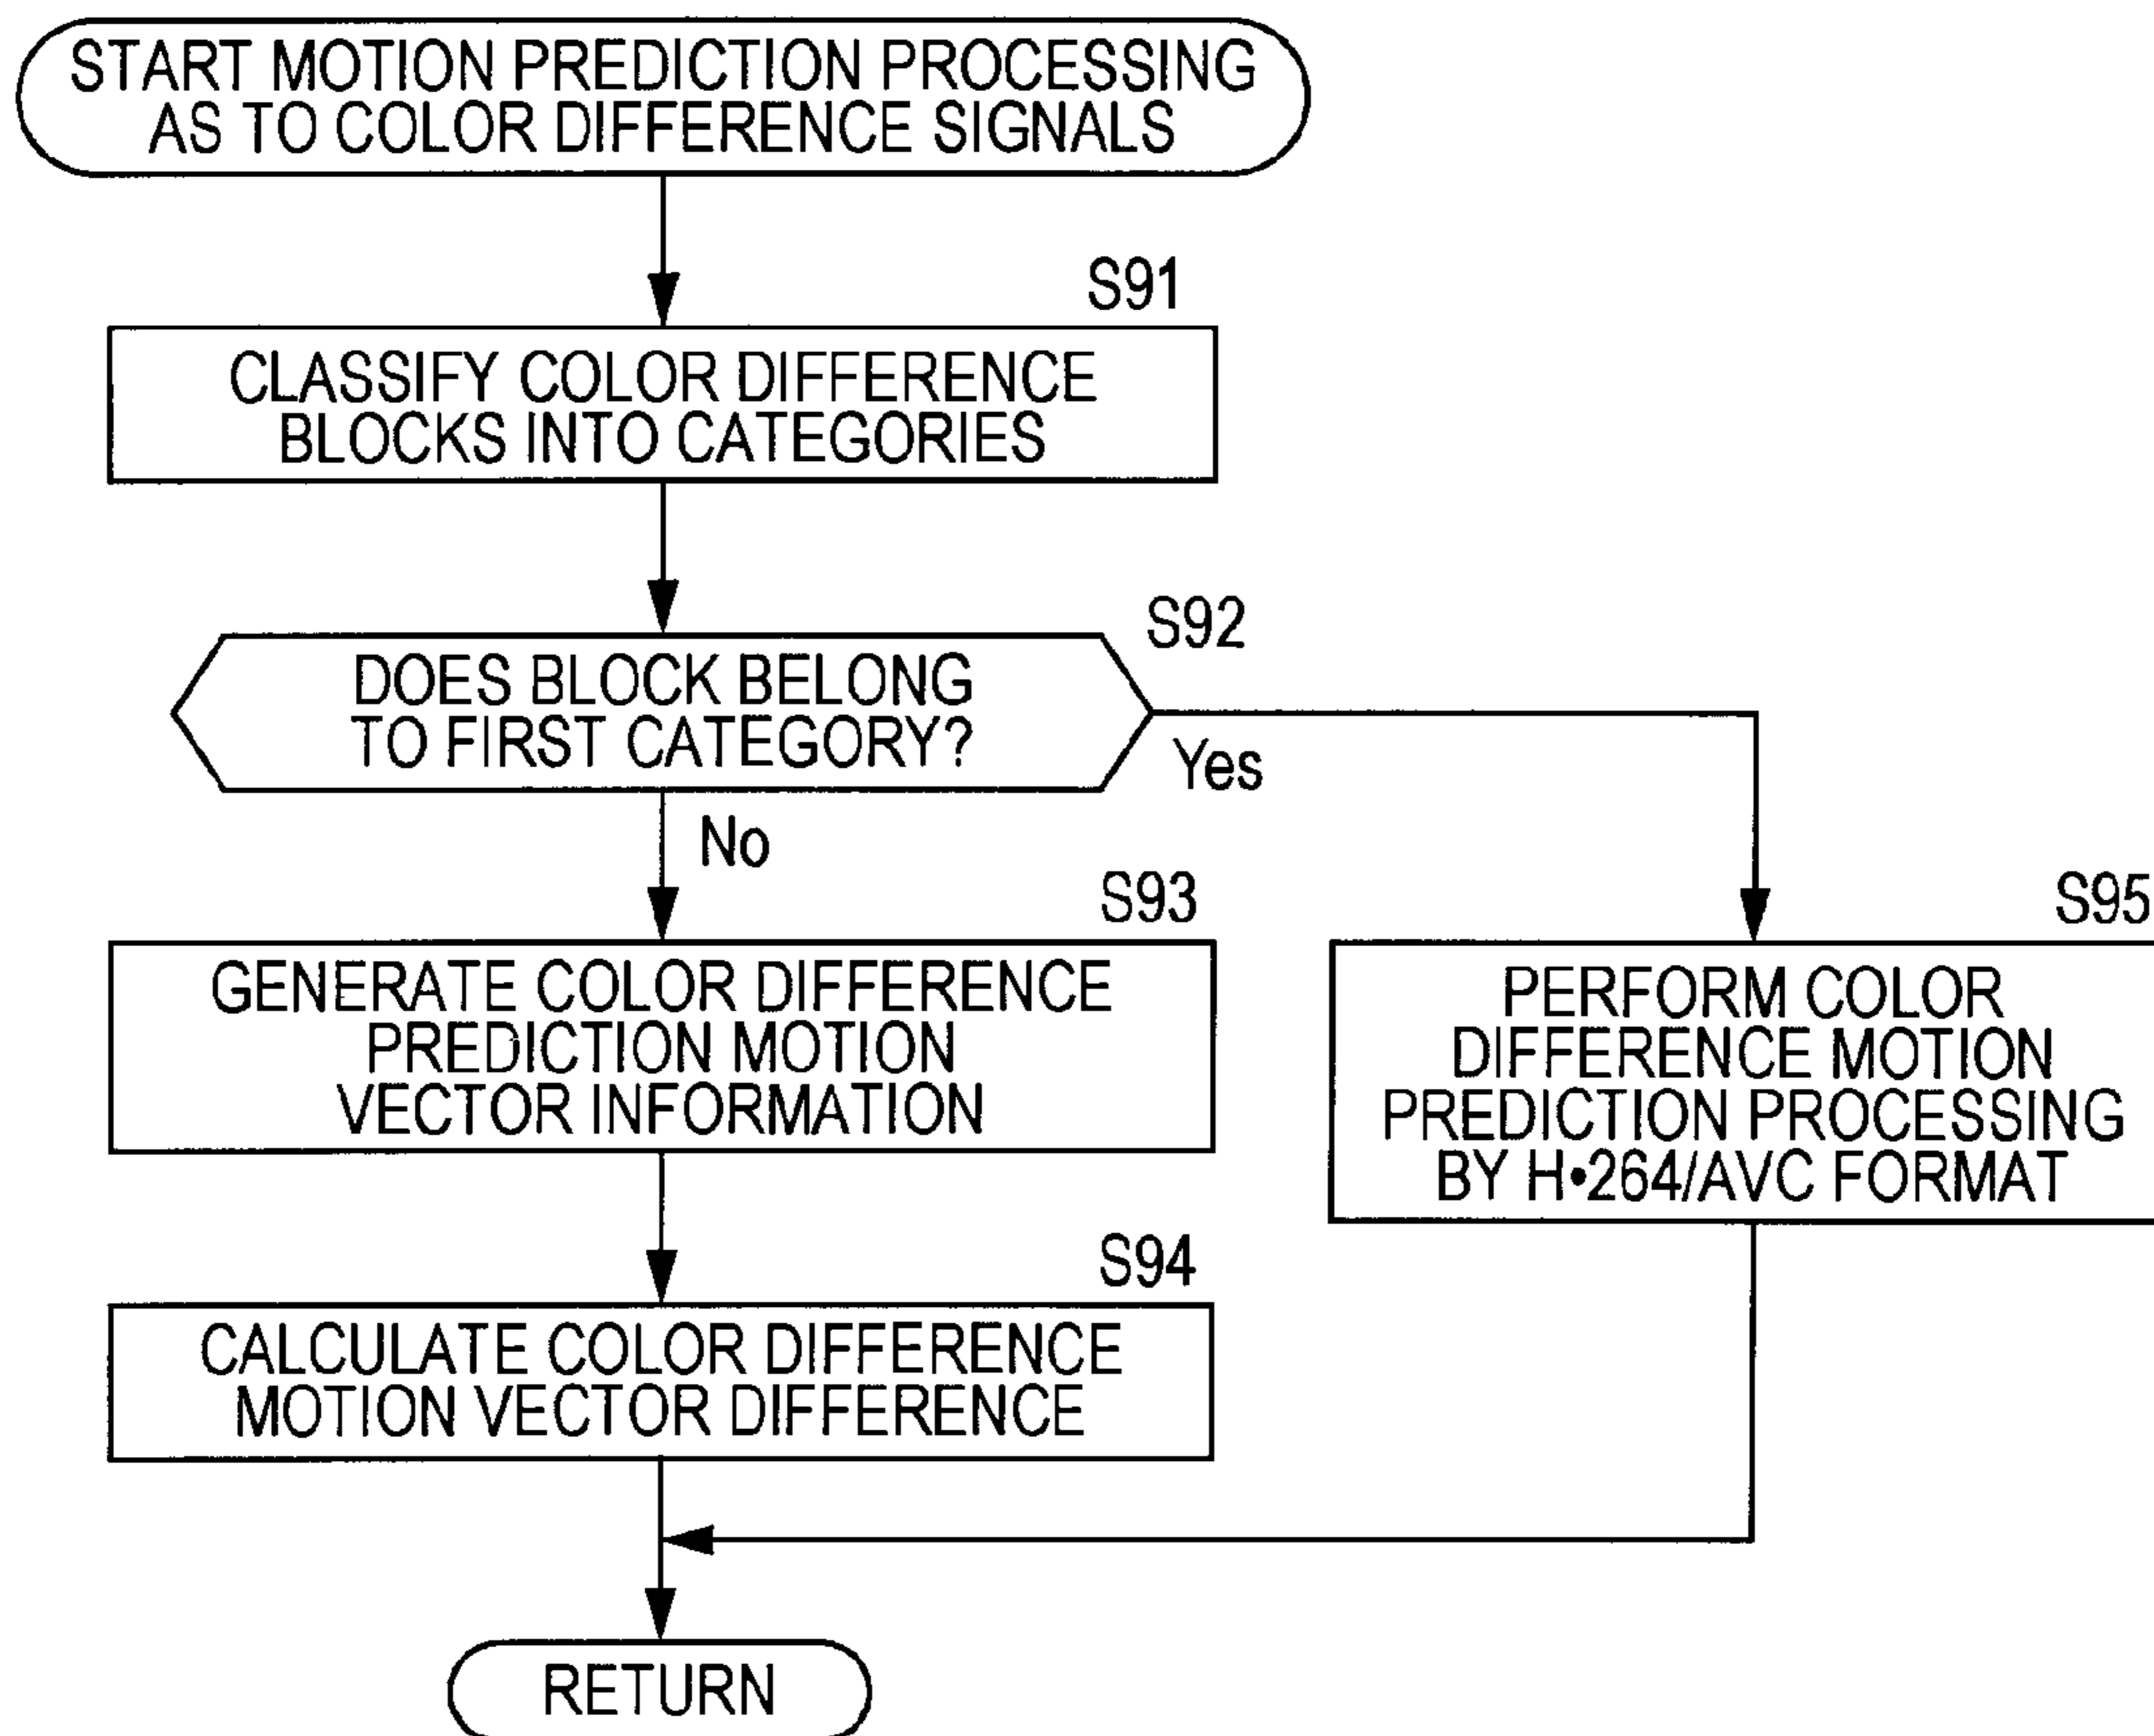 START MOTION PREDICTION PROCESSING
AS TO COLOR DIFFERENCE SIGNALS
S91
CLASSIFY COLOR DIFFERENCE
BLOCKS INTO CATEGORIES
S92
DOES BLOCK BELONG
TO FIRST CATEGORY?
Yes
No
S93
GENERATE COLOR DIFFERENCE
PREDICTION MOTION
VECTOR INFORMATION
S95
PERFORM COLOR
DIFFERENCE MOTION
PREDICTION PROCESSING
BY H•264/AVC FORMAT
S94
CALCULATE COLOR DIFFERENCE
MOTION VECTOR DIFFERENCE
RETURN